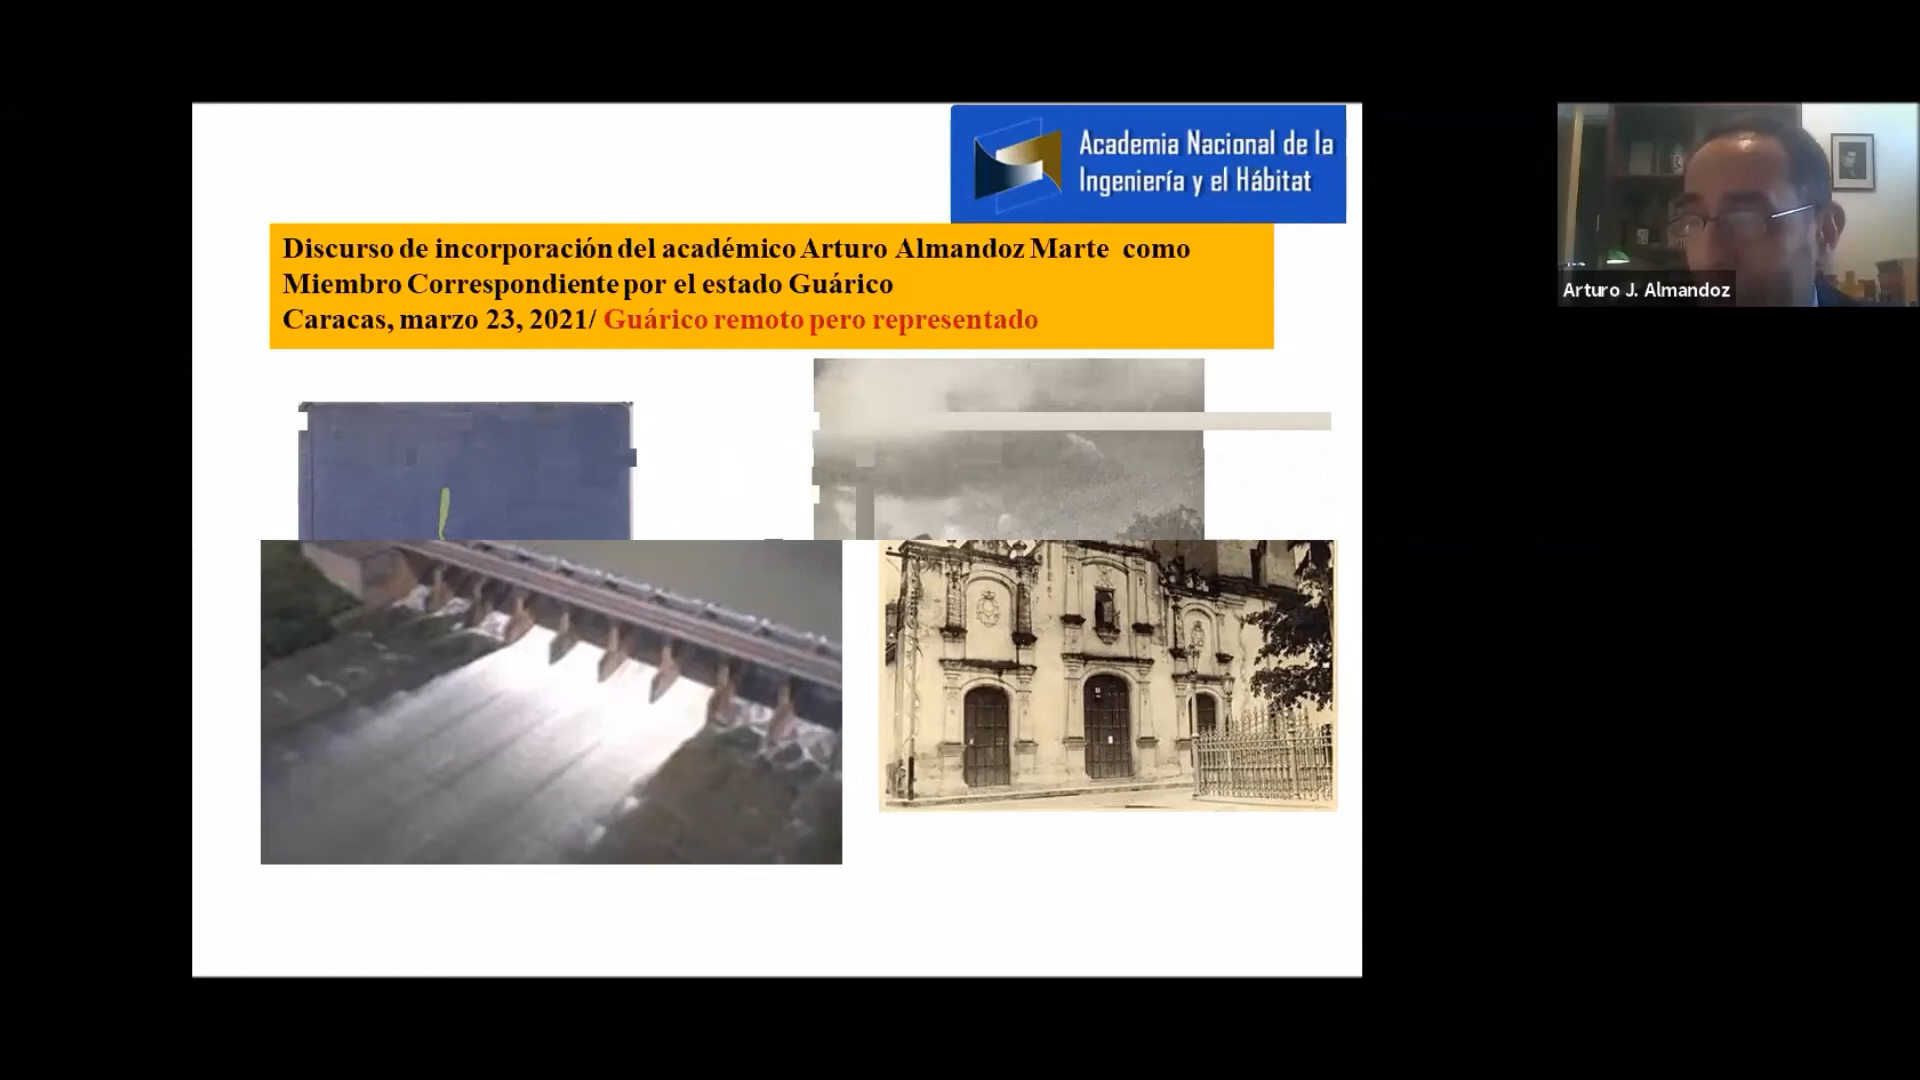 Academia Nacional de la
Ingeniería y el Hábitat
Discurso de incorporación del académico Arturo Almandoz Marte como
Miembro Correspondiente por el estado Guárico
Caracas, marzo 23, 2021/ Guárico remoto pero representado
Arturo J. Almandoz